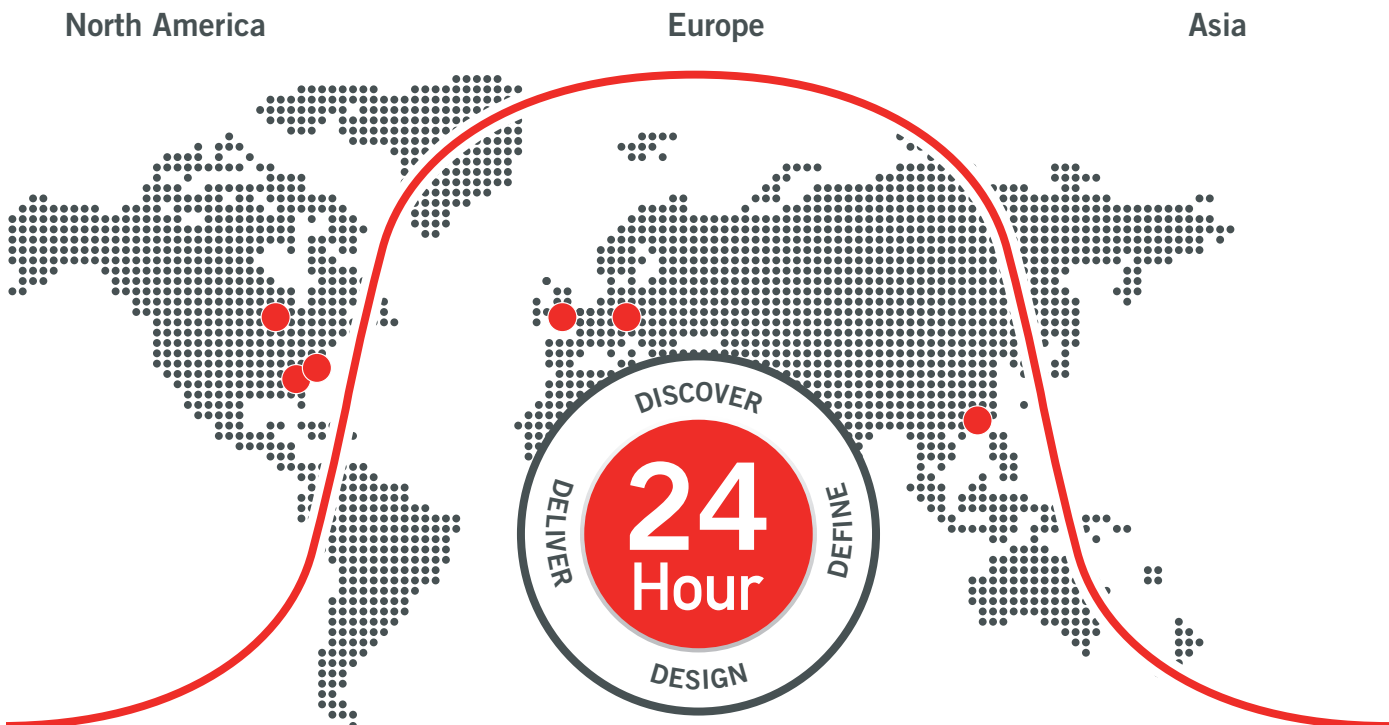 North America
Europe
Asia
DISCOVER
DEFINE
DESIGN
DELIVER
24
Hour